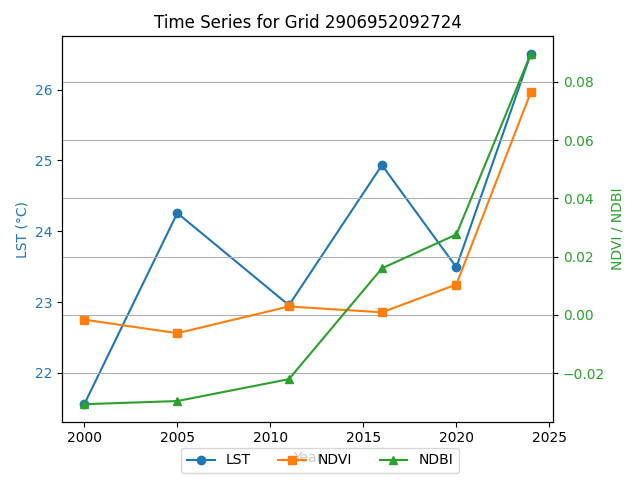 Time Series for Grid 2906952092724
LST (°C)
26
25
24
23
22
0.08
0.06
0.04
0.02
0.00
−0.02
NDVI / NDBI
2000 2005 2010 2015 2020 2025
Year
LST NDVI NDBI